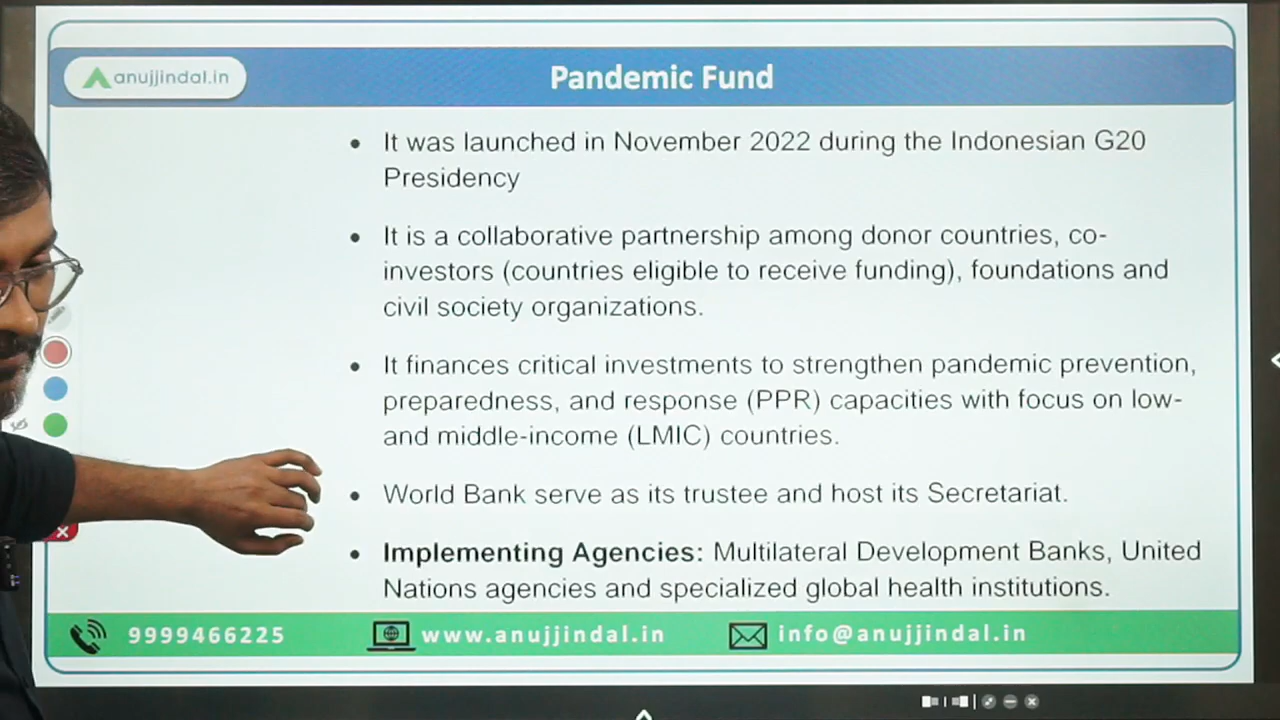 anujjindal.in
Pandemic Fund
• It was launched in November 2022 during the Indonesian G20
Presidency
• It is a collaborative partnership among donor countries, co-
investors (countries eligible to receive funding), foundations and
civil society organizations.
• It finances critical investments to strengthen pandemic prevention,
preparedness, and response (PPR) capacities with focus on low-
and middle-income (LMIC) countries.
• World Bank serve as its trustee and host its Secretariat.
• Implementing Agencies: Multilateral Development Banks, United
Nations agencies and specialized global health institutions.
9999466225 www.anujjindal.in info@anujjindal.in